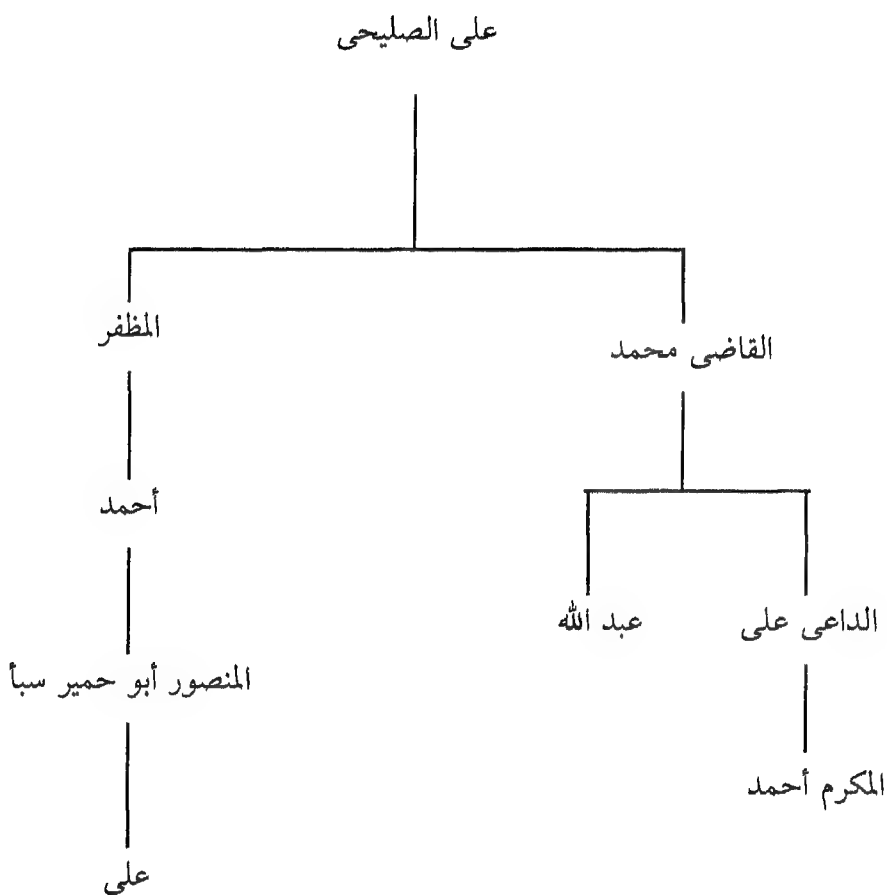 على الصليحى
المظفر
القاضى محمد
أحمد
عبد الله
الداعى على
المنصور أبو حمير سبأ
المكرم أحمد
على